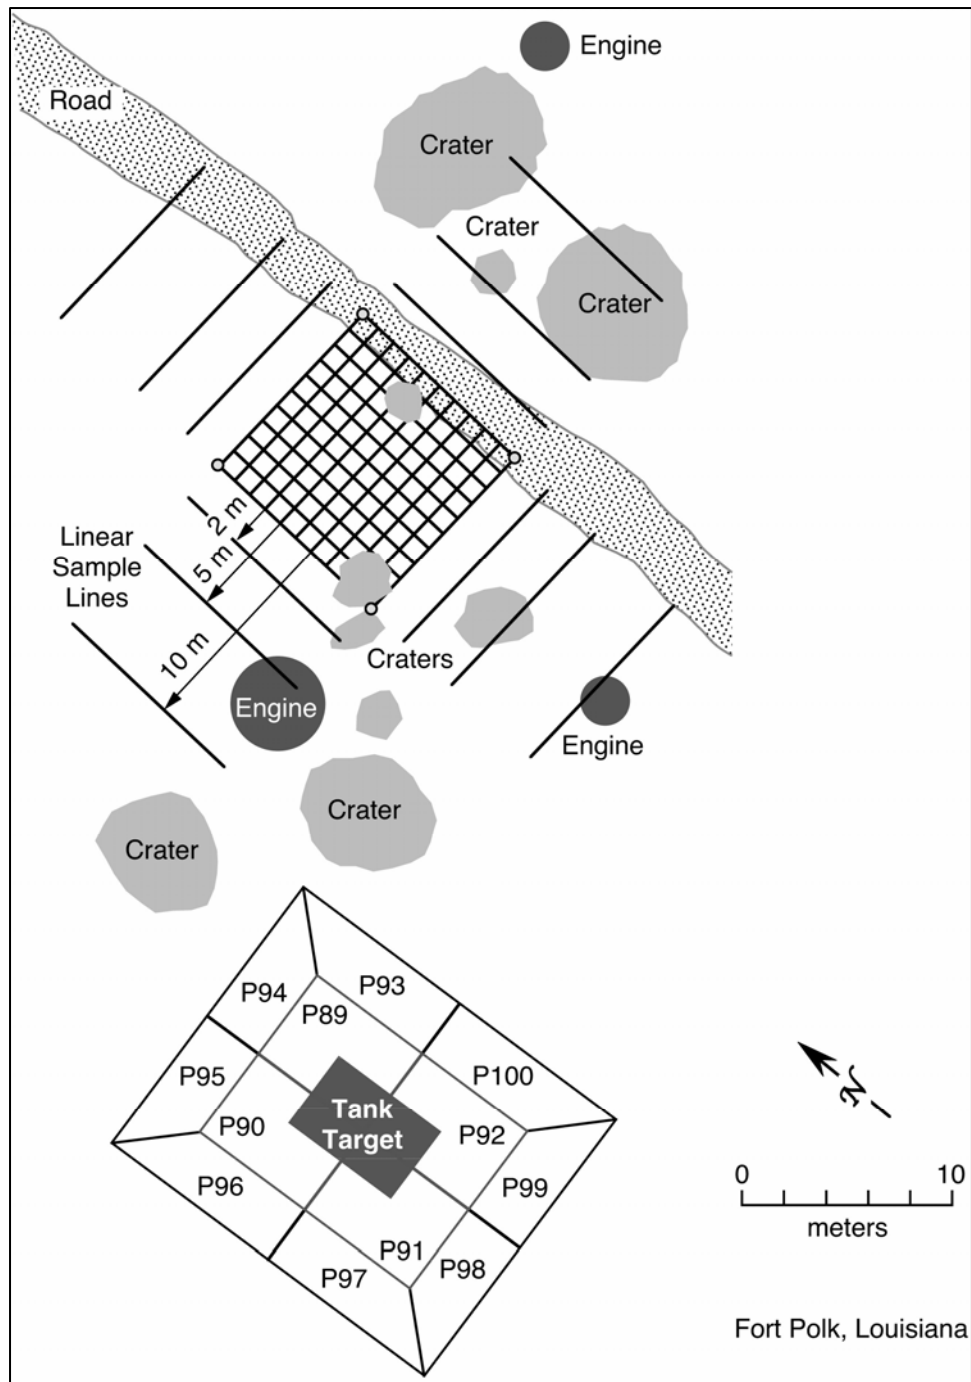 Engine
Road
Crater
Crater
Crater
2 m
Linear
Sample
Lines
5 m
10 m
Craters
Engine
Engine
Crater
Crater
P94
P93
P89
P95
P100
Tank
Target
P90
P92
P96
P99
P91
P98
P97
N
0
10
meters
Fort Polk, Louisiana